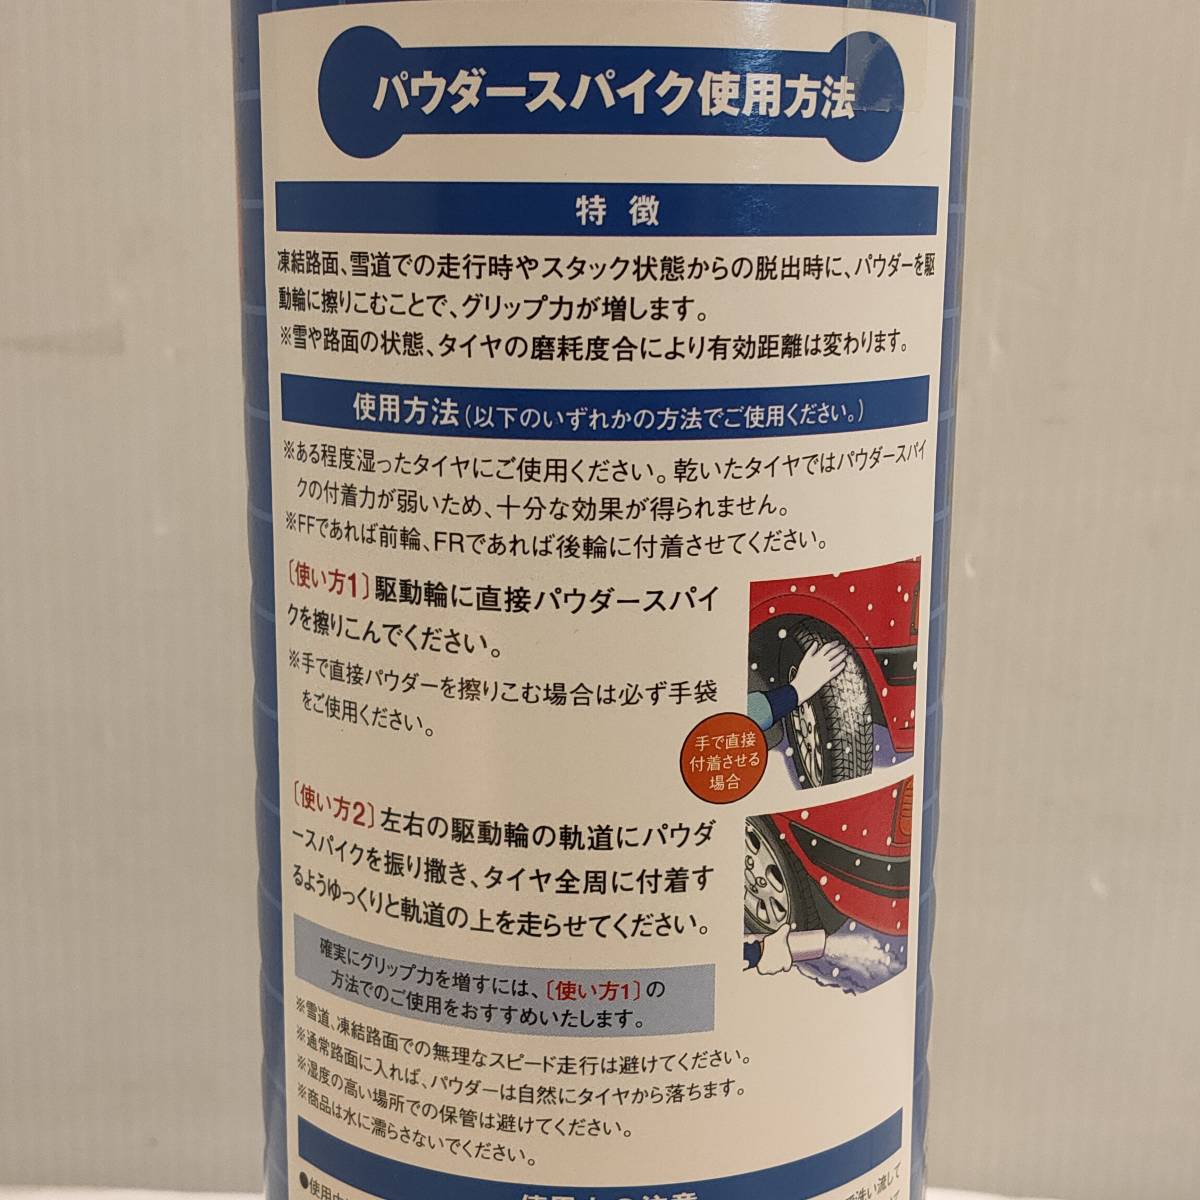 パウダースパイク使用方法
特徴
凍結路面、雪道での走行時やスタック状態からの脱出時に、パウダーを駆
動輪に擦りこむことで、グリップ力が増します。
※雪や路面の状態、タイヤの磨耗度合により有効距離は変わります。
使用方法(以下のいずれかの方法でご使用ください。)
※ある程度湿ったタイヤにご使用ください。乾いたタイヤではパウダースパイ
クの付着力が弱いため、十分な効果が得られません。
※FFであれば前輪、FRであれば後輪に付着させてください。
〔使い方1〕駆動輪に直接パウダースパイ
クを擦りこんでください。
※手で直接パウダーを擦りこむ場合は必ず手袋
をご使用ください。
手で直接
付着させる
場合
〔使い方2〕左右の駆動輪の軌道にパウダ
ースパイクを振り撒き、タイヤ全周に付着す
るようゆっくりと軌道の上を走らせてください。
確実にグリップ力を増すには、〔使い方1〕の
方法でのご使用をおすすめいたします。
※雪道、凍結路面での無理なスピード走行は避けてください。
※通常路面に入れば、パウダーは自然にタイヤから落ちます。
※湿度の高い場所での保管は避けてください。
※商品は水に濡らさないでください。
使用上の注意
●使用中
洗い流して